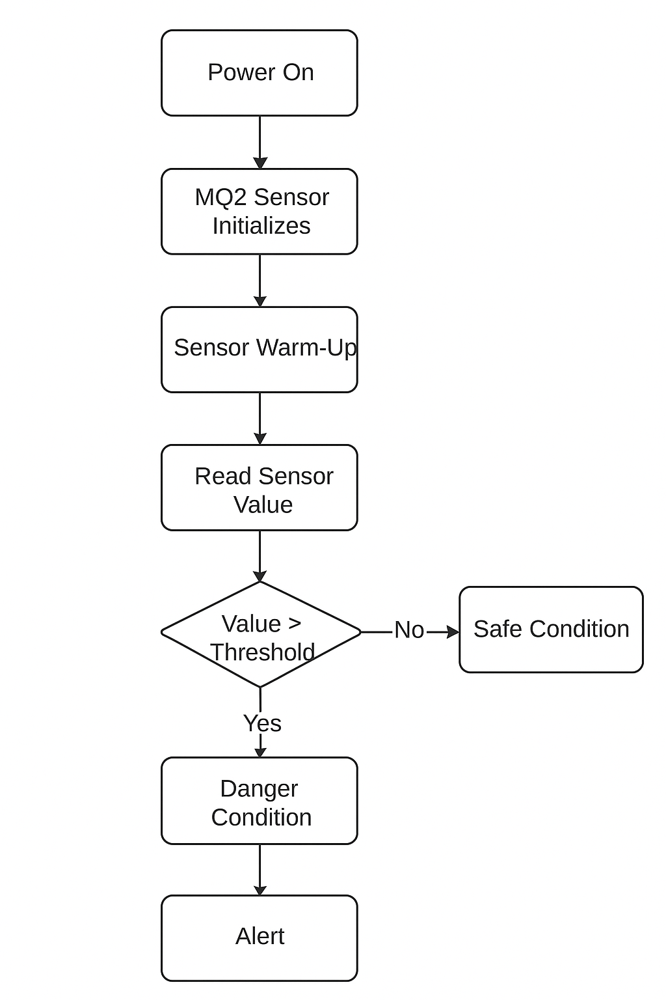 Power On
MQ2 Sensor
Initializes
Sensor Warm-Up
Read Sensor
Value
Value >
Threshold
No
Safe Condition
Yes
Danger
Condition
Alert